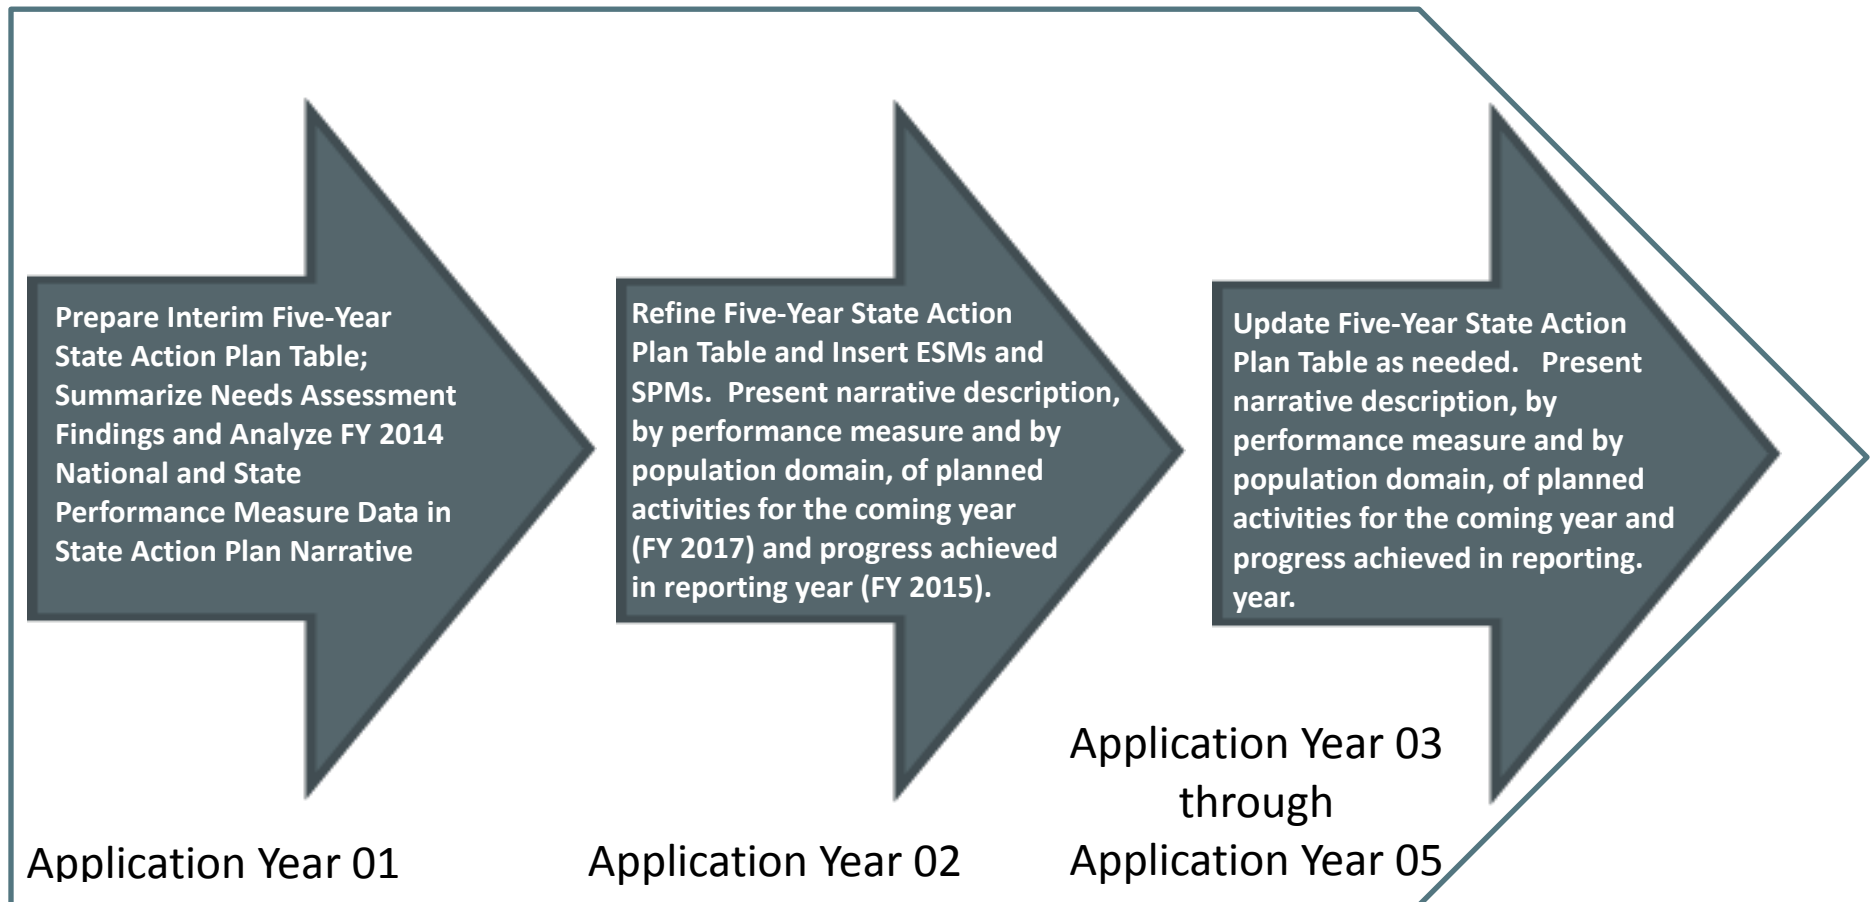 Prepare Interim Five-Year
State Action Plan Table;
Summarize Needs Assessment
Findings and Analyze FY 2014
National and State
Performance Measure Data in
State Action Plan Narrative
Application Year 01
Refine Five-Year State Action
Plan Table and Insert ESMs and
SPMs.  Present narrative description,
by performance measure and by
population domain, of planned
activities for the coming year
(FY 2017) and progress achieved
in reporting year (FY 2015).
Application Year 02
Update Five-Year State Action
Plan Table as needed.   Present
narrative description, by
performance measure and by
population domain, of planned
activities for the coming year and
progress achieved in reporting.
year.
Application Year 03
through
Application Year 05